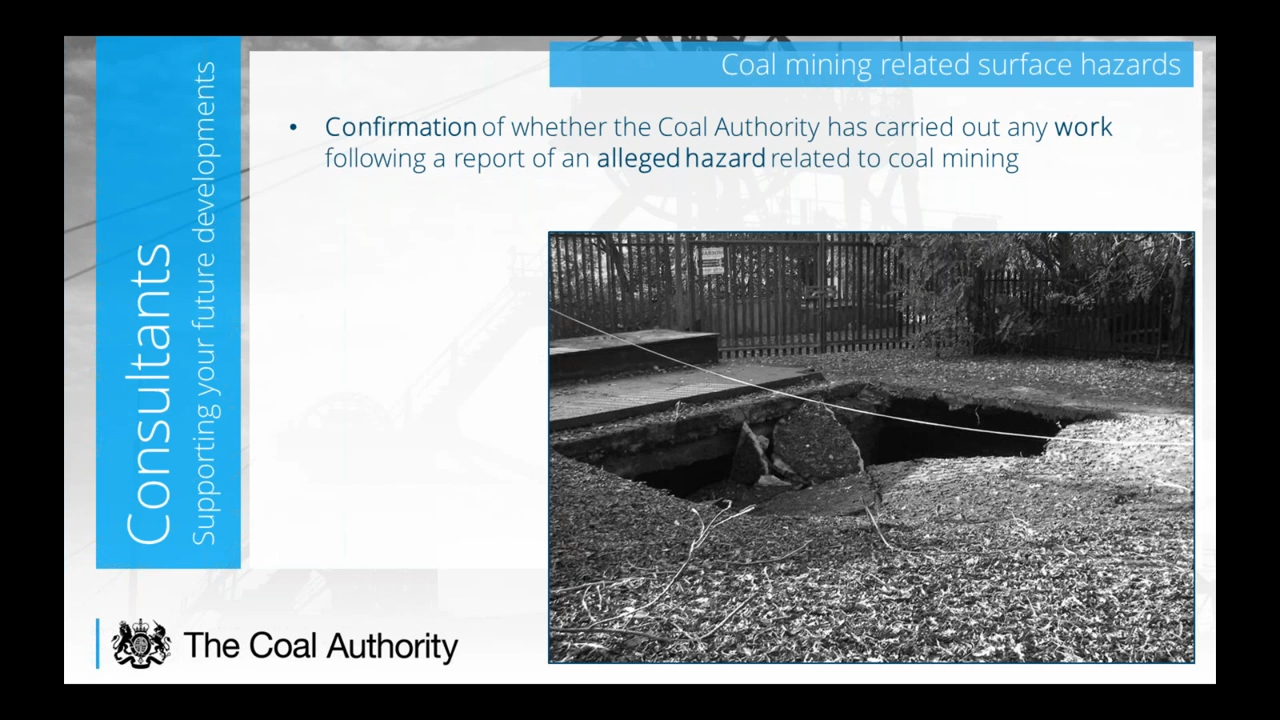 Coal mining related surface hazards
Consultants
Supporting your future developments
• Confirmation of whether the Coal Authority has carried out any work
following a report of an alleged hazard related to coal mining
The Coal Authority